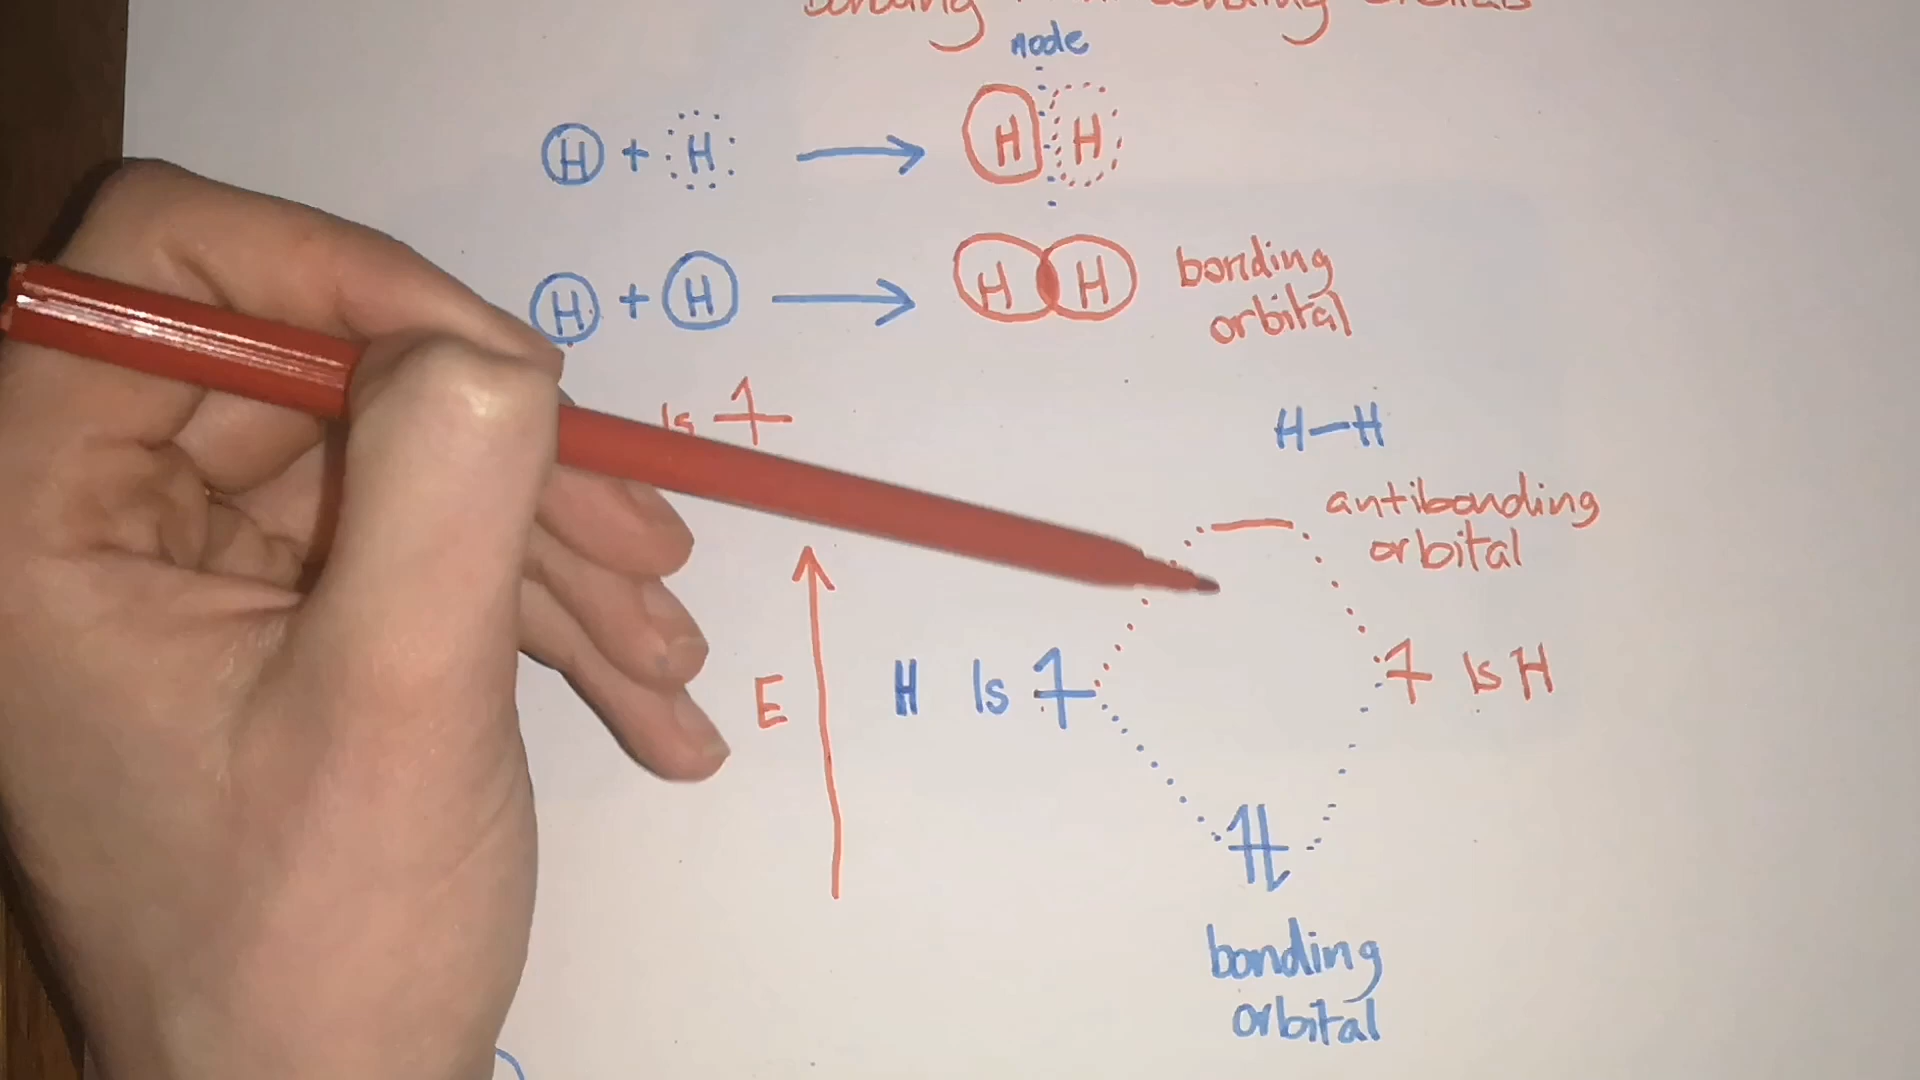 Node
H + H → H H
H + H → H H bonding
orbital
1s
H—H
antibonding
orbital
E H 1s 1s H
bonding
orbital